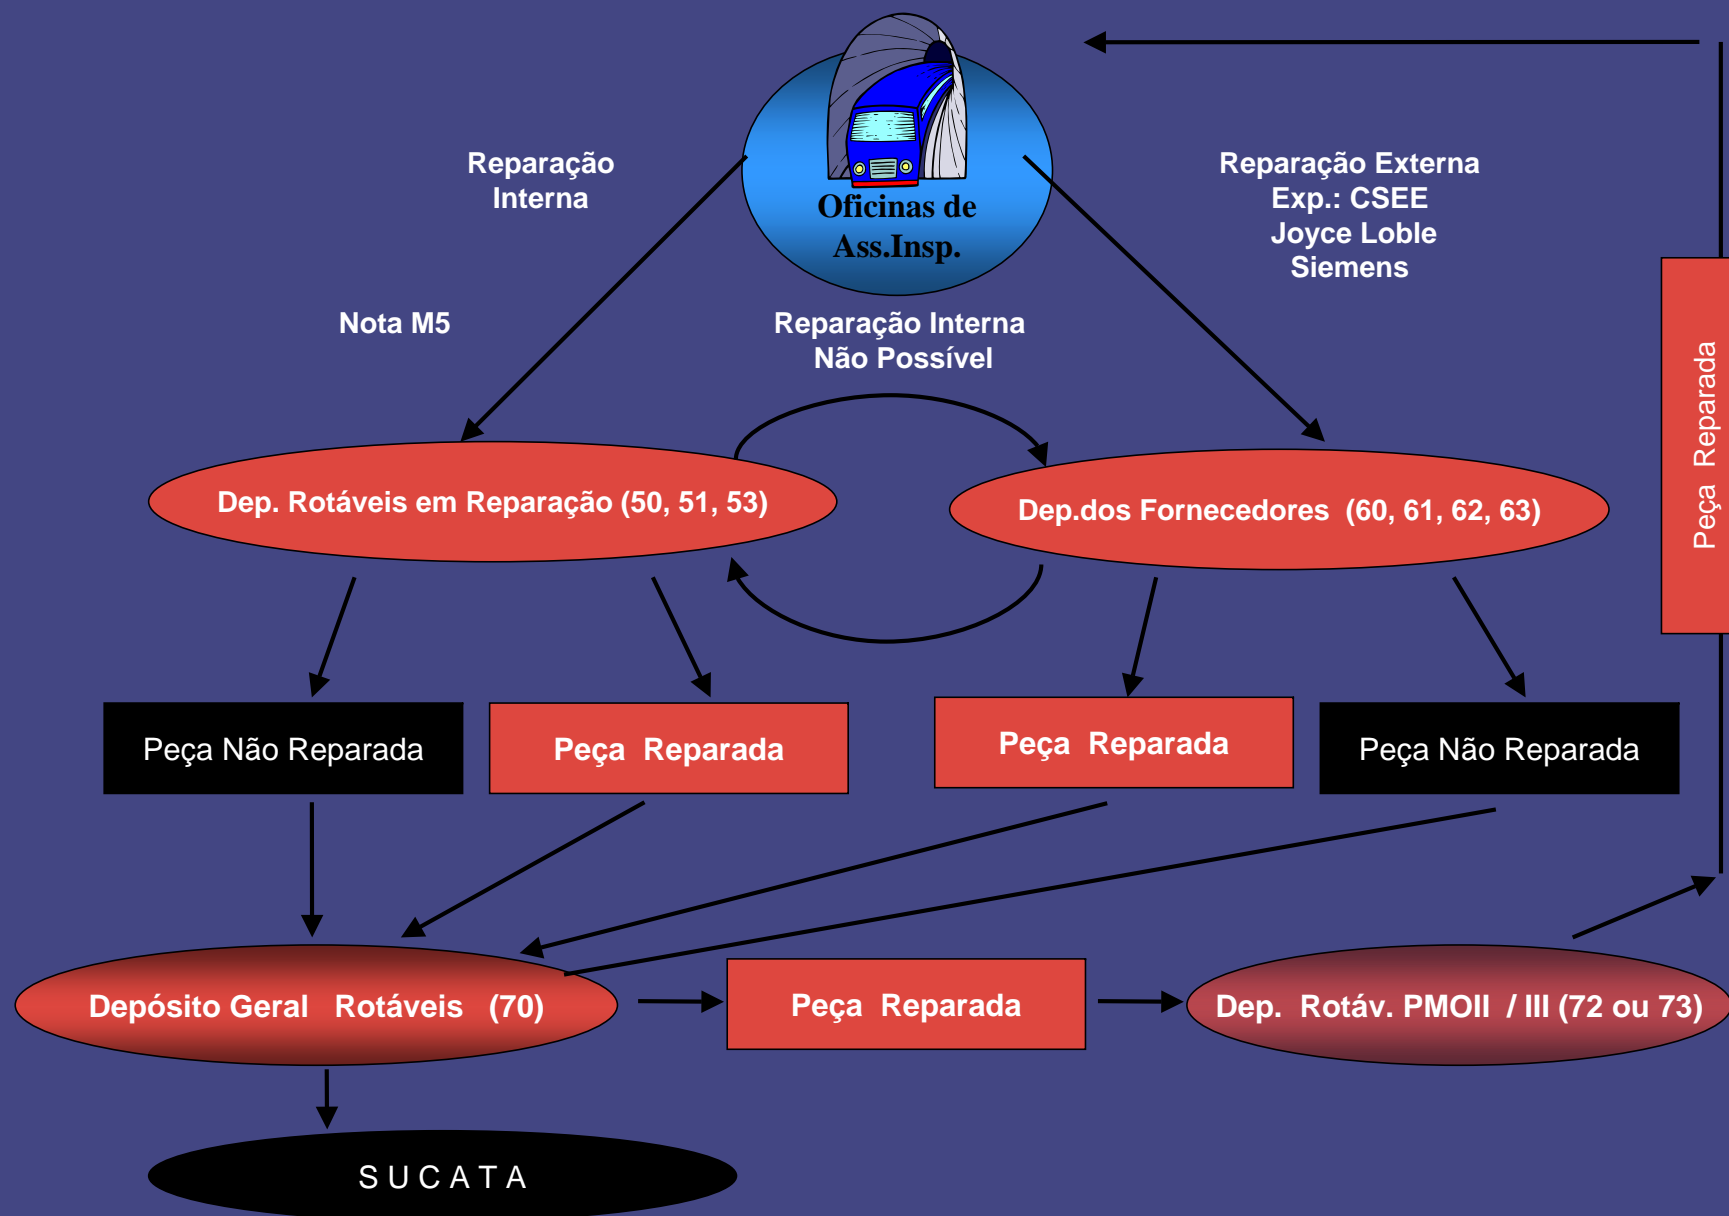 Reparação
Interna
Oficinas de
Ass.Insp.
Reparação Externa
Exp.: CSEE
Joyce Loble
Siemens
Nota M5
Reparação Interna
Não Possível
Peça  Reparada
Dep. Rotáveis em Reparação (50, 51, 53)
Dep.dos Fornecedores  (60, 61, 62, 63)
Peça Não Reparada
Peça  Reparada
Peça  Reparada
Peça Não Reparada
Depósito Geral   Rotáveis   (70)
Peça  Reparada
Dep.  Rotáv. PMOII  / III (72 ou 73)
S U C A T A